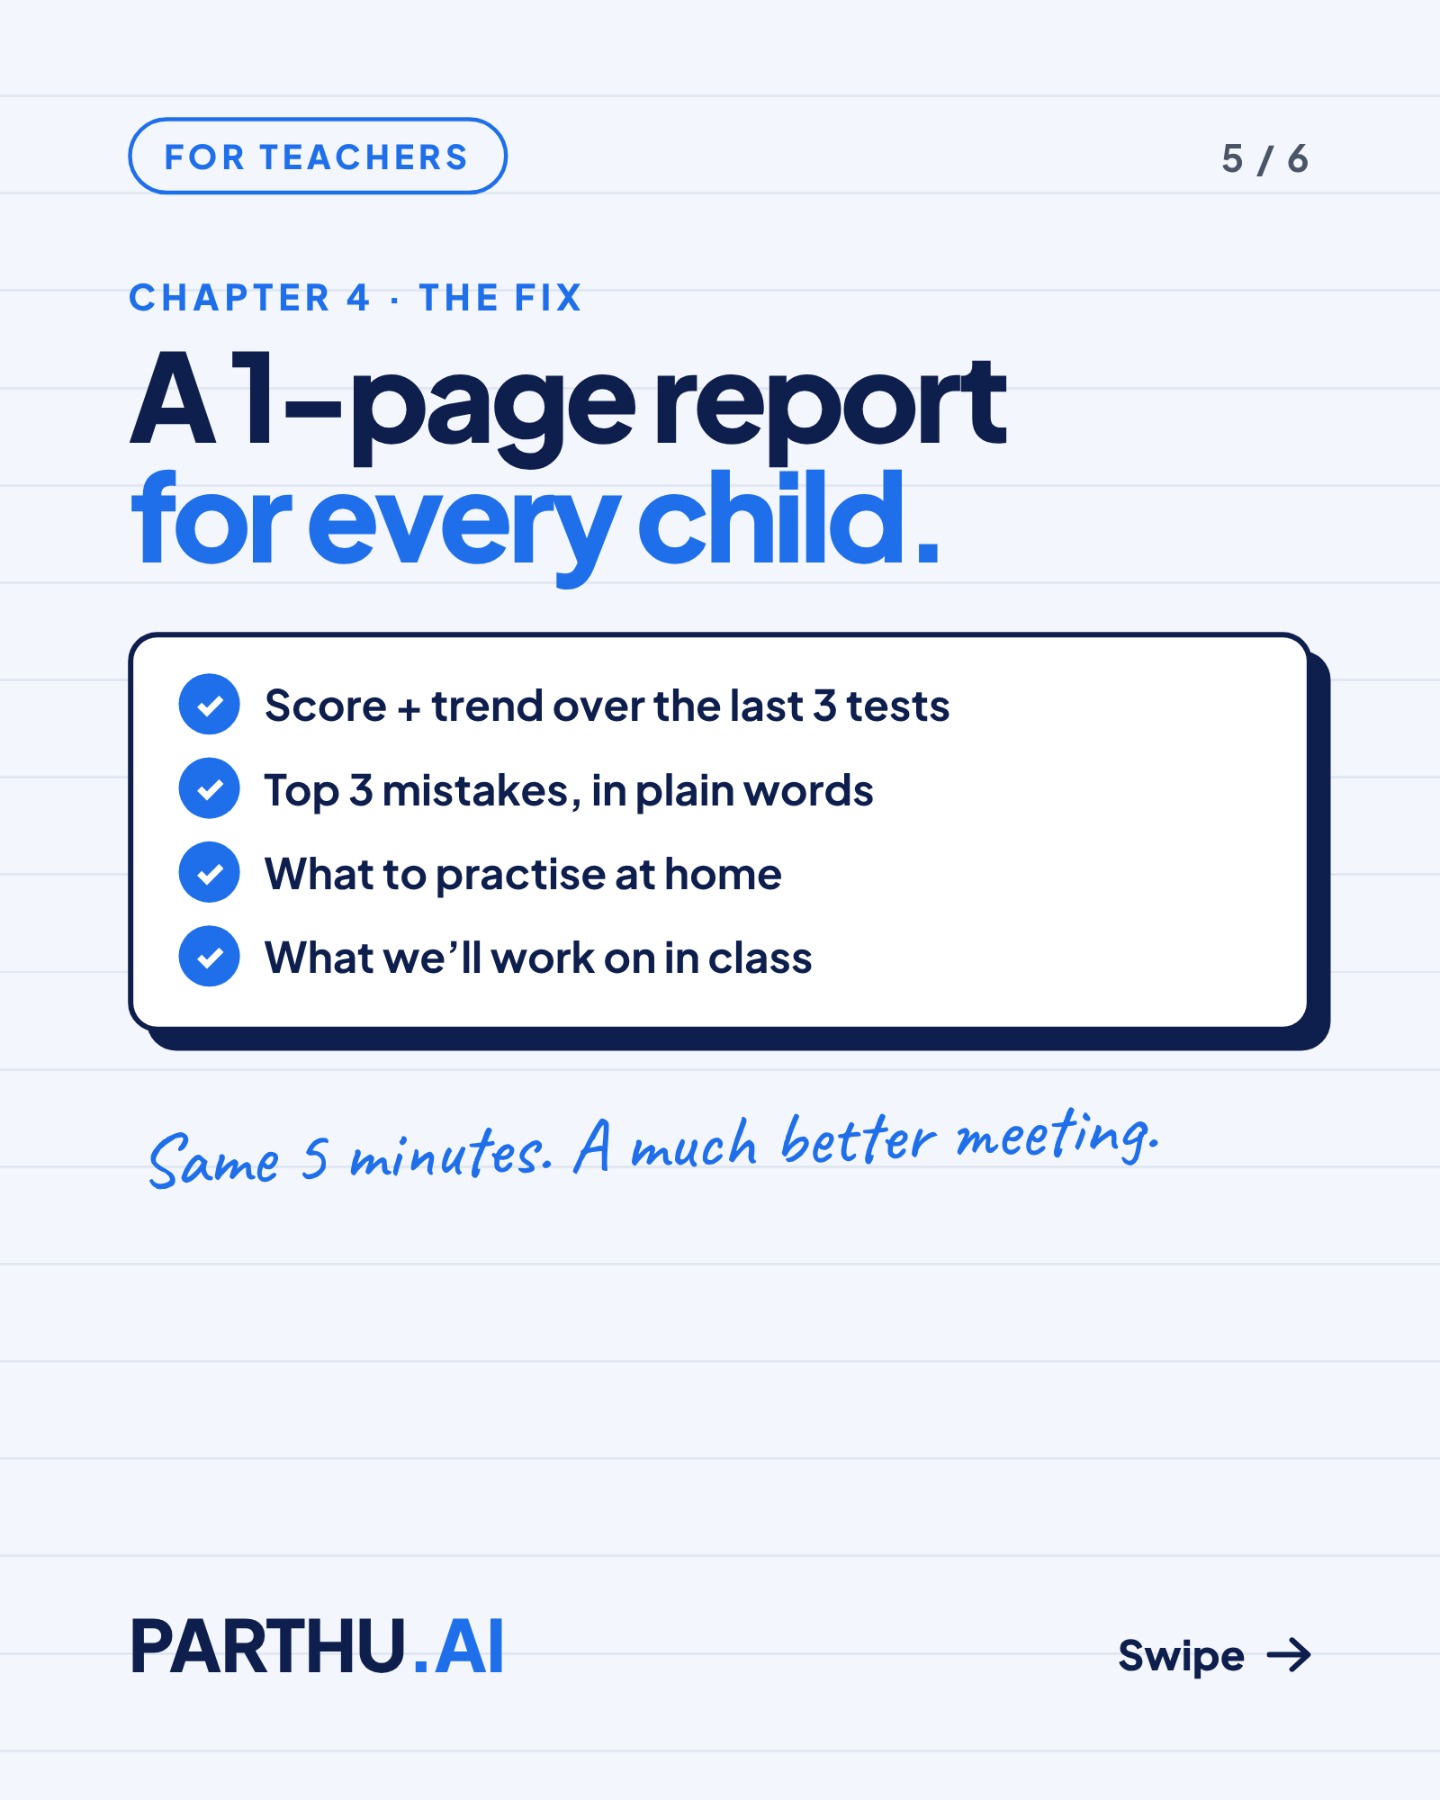 FOR TEACHERS
5 / 6
CHAPTER 4 · THE FIX
A 1-page report
for every child.
Score + trend over the last 3 tests
Top 3 mistakes, in plain words
What to practise at home
What we’ll work on in class
Same 5 minutes. A much better meeting.
PARTHU.AI
Swipe →